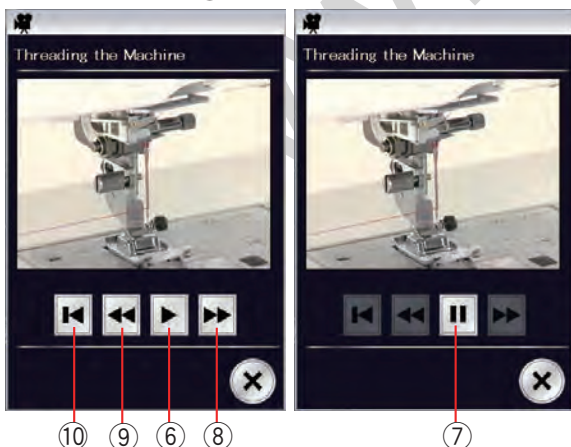 Threading the Machine
Threading the Machine
⑩ ⑨ ⑥ ⑧
⑦